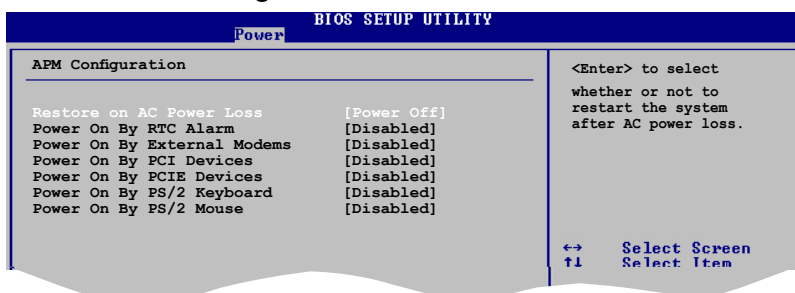 BIOS SETUP UTILITY
Power
APM Configuration
Restore on AC Power Loss [Power Off]
Power On By RTC Alarm [Disabled]
Power On By External Modems [Disabled]
Power On By PCI Devices [Disabled]
Power On By PCIE Devices [Disabled]
Power On By PS/2 Keyboard [Disabled]
Power On By PS/2 Mouse [Disabled]
<Enter> to select
whether or not to
restart the system
after AC power loss.
←→ Select Screen
↑↓ Select Item